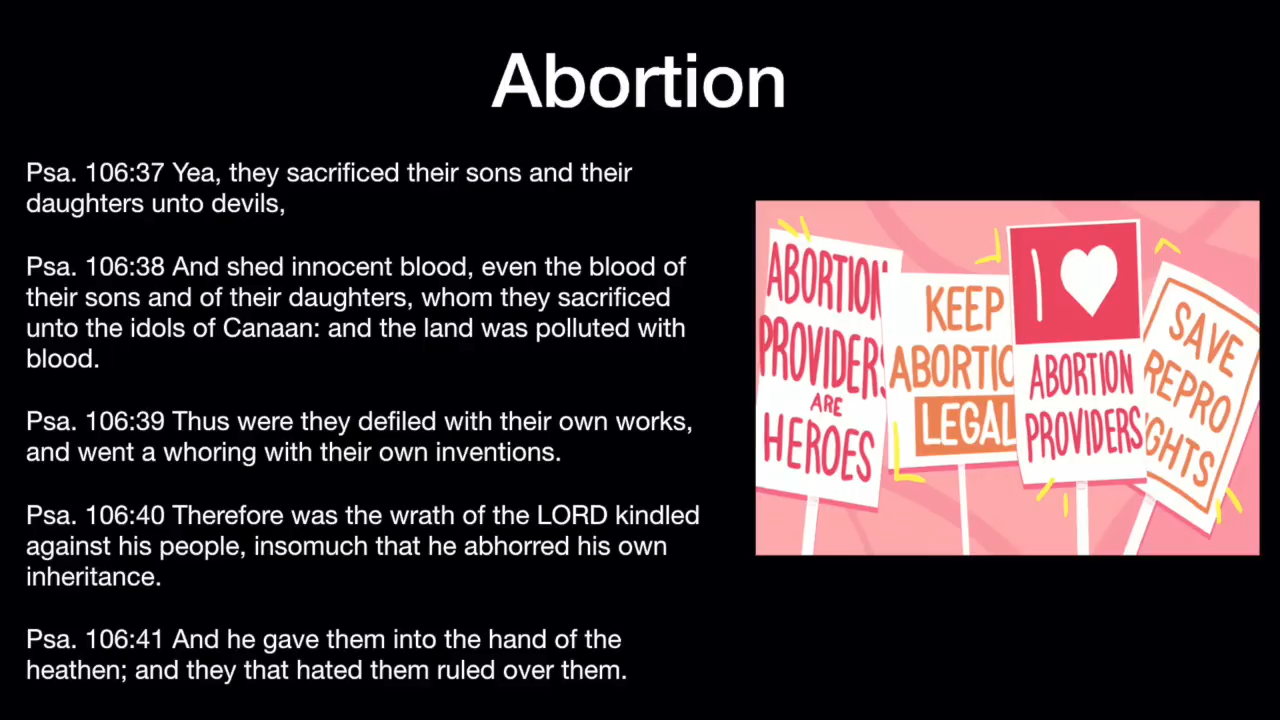 Abortion
Psa. 106:37 Yea, they sacrificed their sons and their
daughters unto devils,
Psa. 106:38 And shed innocent blood, even the blood of
their sons and of their daughters, whom they sacrificed
unto the idols of Canaan: and the land was polluted with
blood.
Psa. 106:39 Thus were they defiled with their own works,
and went a whoring with their own inventions.
Psa. 106:40 Therefore was the wrath of the LORD kindled
against his people, insomuch that he abhorred his own
inheritance.
Psa. 106:41 And he gave them into the hand of the
heathen; and they that hated them ruled over them.
ABORTION
PROVIDERS
ARE
HEROES
KEEP
ABORTIO
LEGAL
I
ABORTION
PROVIDERS
SAVE
REPRO
GHTS